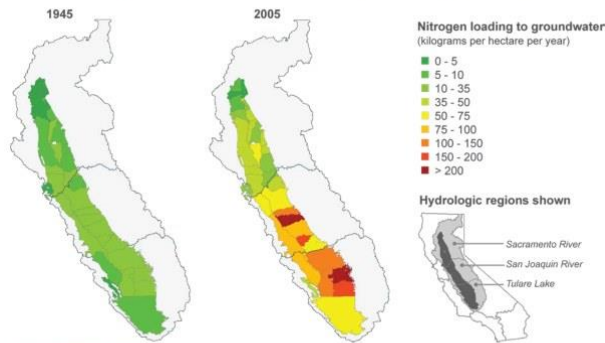 1945
2005
Nitrogen loading to groundwater
(kilograms per hectare per year)
0 - 5
5 - 10
10 - 35
35 - 50
50 - 75
75 - 100
100 - 150
150 - 200
> 200
Hydrologic regions shown
Sacramento River
San Joaquin River
Tulare Lake